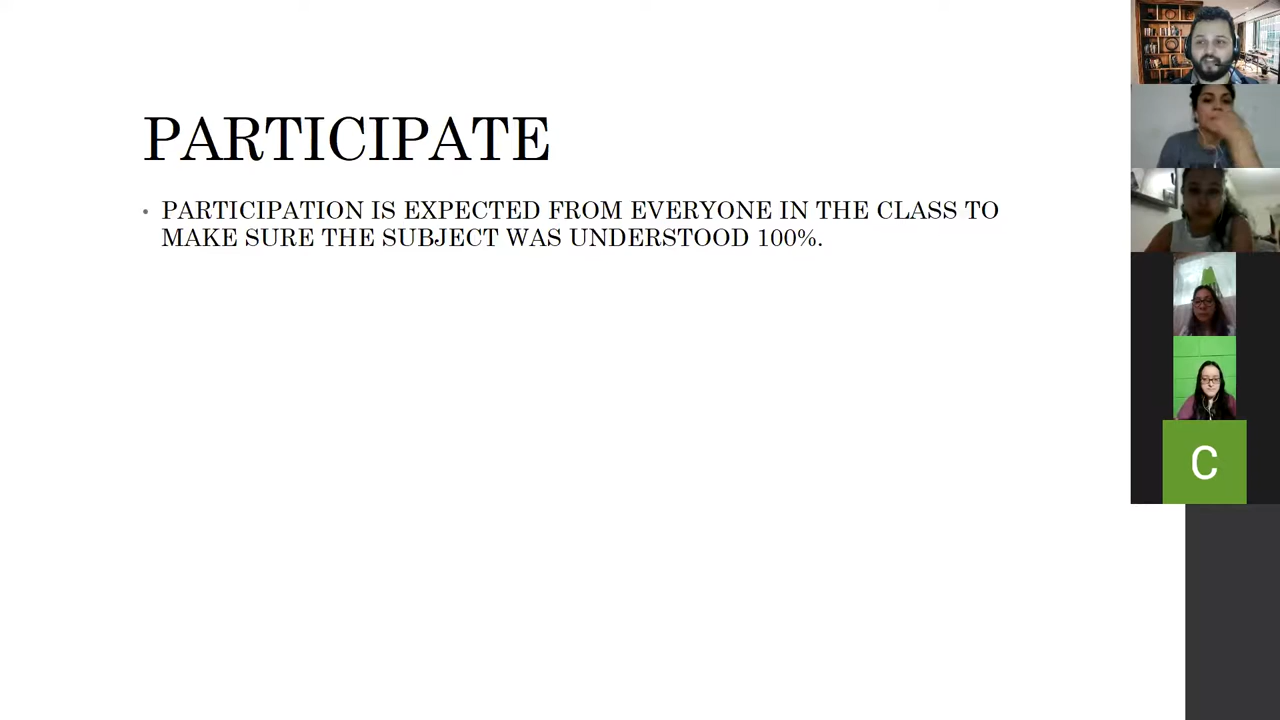 PARTICIPATE
• PARTICIPATION IS EXPECTED FROM EVERYONE IN THE CLASS TO
MAKE SURE THE SUBJECT WAS UNDERSTOOD 100%.
C